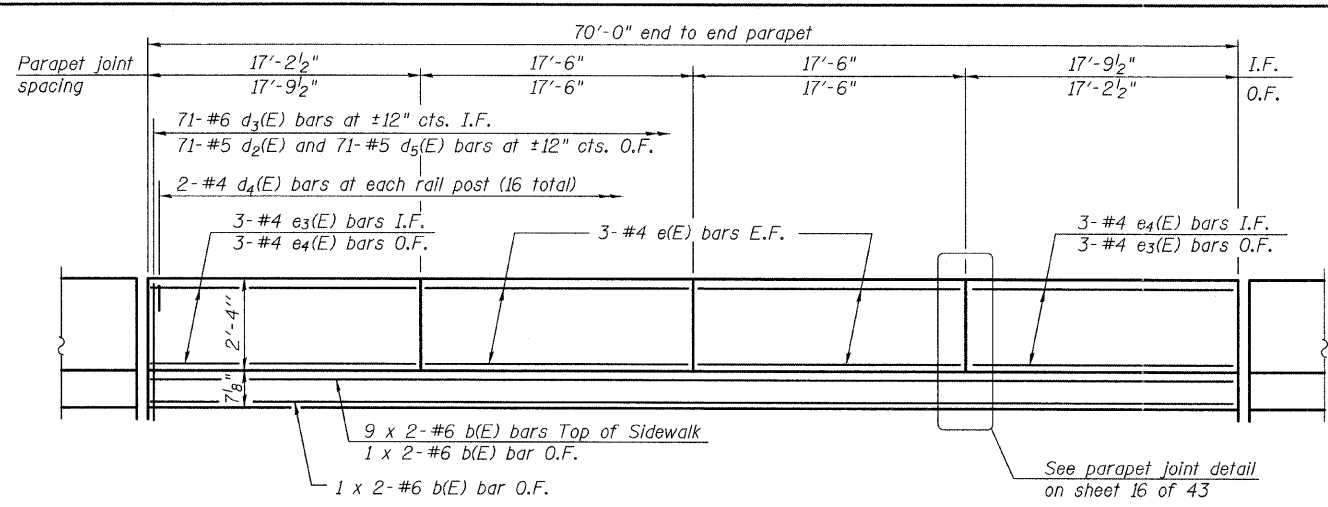 70'-0" end to end parapet
Parapet joint spacing
17'-2½"
17'-9½"
17'-6"
17'-6"
17'-6"
17'-6"
17'-9½"
17'-2½"
I.F.
O.F.
71-#6 d₃(E) bars at ±12" cts. I.F.
71-#5 d₂(E) and 71-#5 d₅(E) bars at ±12" cts. O.F.
2-#4 d₄(E) bars at each rail post (16 total)
3-#4 e₃(E) bars I.F.
3-#4 e₄(E) bars O.F.
3-#4 e(E) bars E.F.
3-#4 e₄(E) bars I.F.
3-#4 e₃(E) bars O.F.
2'-4"
7⅛"
9 x 2-#6 b(E) bars Top of Sidewalk
1 x 2-#6 b(E) bar O.F.
1 x 2-#6 b(E) bar O.F.
See parapet joint detail
on sheet 16 of 43